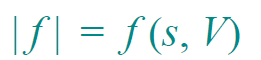 |f| = f(s, V)